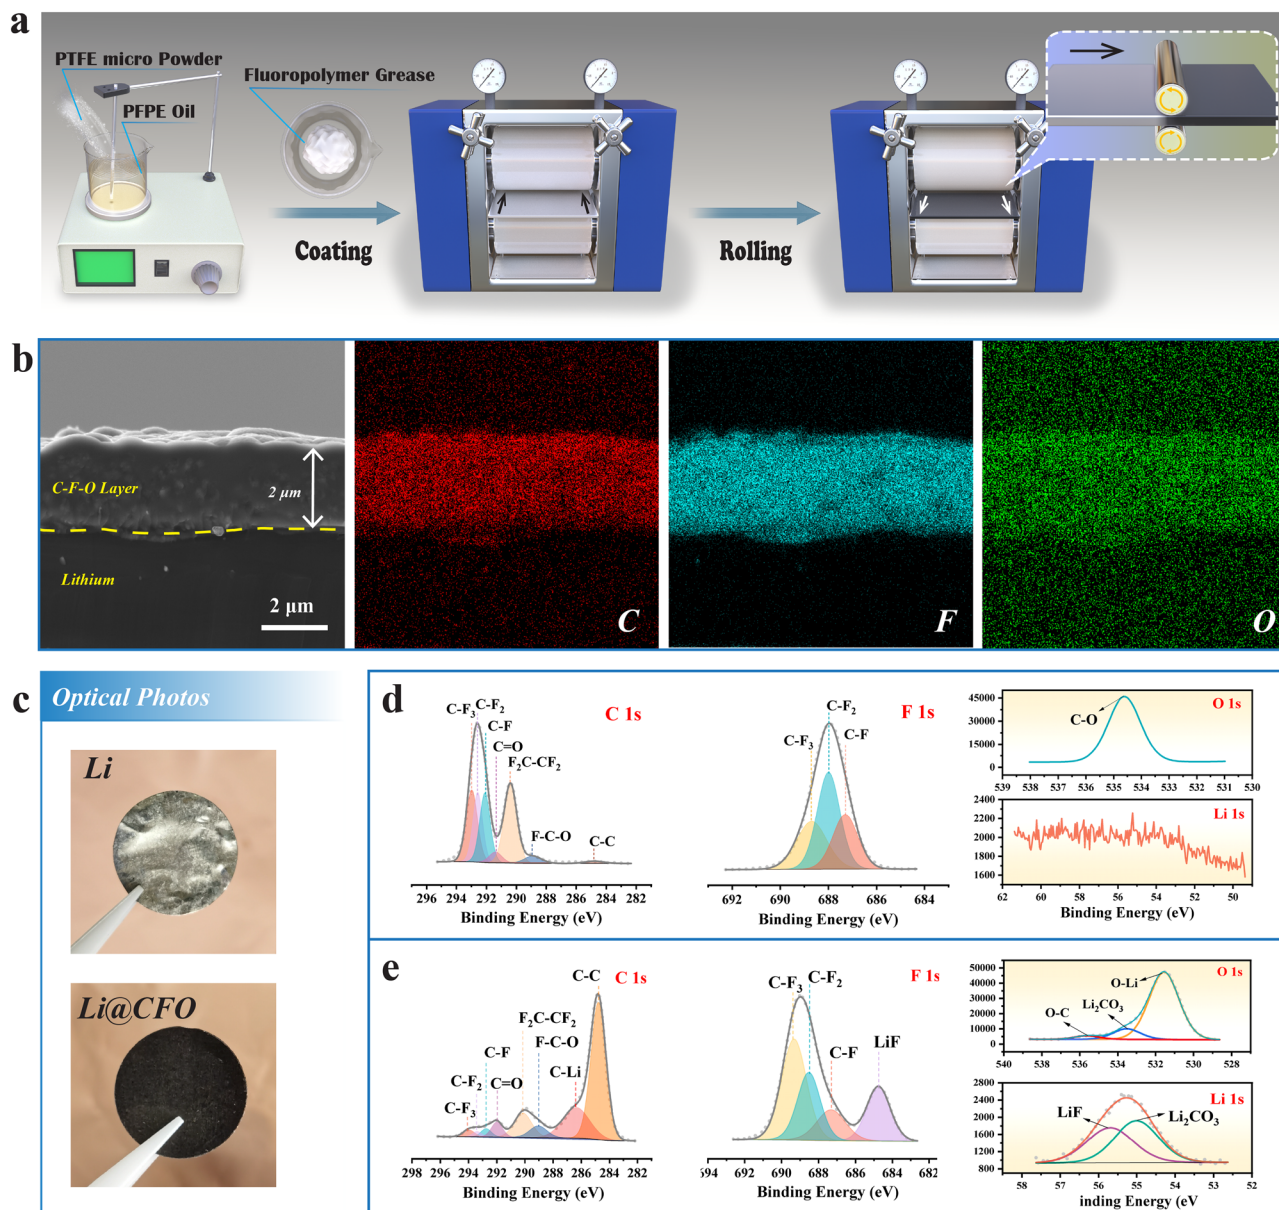 a
PTFE micro Powder
PFPE Oil
Fluoropolymer Grease
Coating
Rolling
b
C-F-O Layer
2 μm
Lithium
2 μm
C
F
O
c
Optical Photos
Li
Li@CFO
d
C 1s
C-F₃
C-F₂
C-F
C=O
F₂C-CF₂
F-C-O
C-C
296 294 292 290 288 286 284 282 281
Binding Energy (eV)
F 1s
C-F₂
C-F₃
C-F
692 690 688 686 684
Binding Energy (eV)
O 1s
C-O
45000
30000
15000
0
539 538 537 536 535 534 533 532 531 530
Li 1s
2400
2200
2000
1800
1600
62 60 58 56 54 52 50
Binding Energy (eV)
e
C 1s
C-C
F₂C-CF₂
F-C-O
C-F
C-F₂
C=O
C-Li
C-F₃
298 296 294 292 290 288 286 284 282
Binding Energy (eV)
F 1s
C-F₃
C-F₂
C-F
LiF
694 690 688 686 684 682
Binding Energy (eV)
O 1s
O-Li
Li₂CO₃
O-C
50000
40000
30000
20000
10000
0
540 538 536 534 532 530 528
Li 1s
LiF
Li₂CO₃
2800
2400
2000
1600
1200
800
58 57 56 55 54 53 52
inding Energy (eV